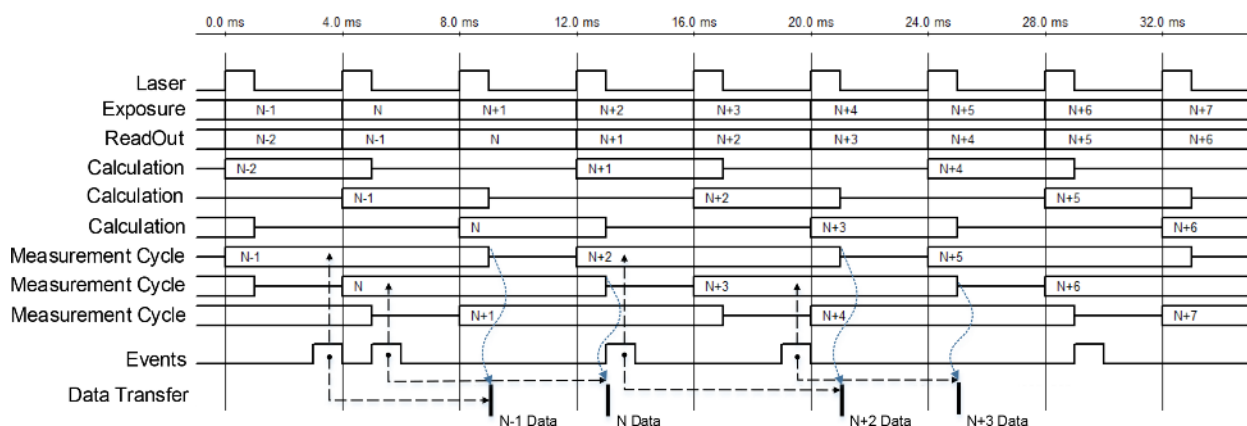 0.0 ms 4.0 ms 8.0 ms 12.0 ms 16.0 ms 20.0 ms 24.0 ms 28.0 ms 32.0 ms
Laser
Exposure N-1 N N+1 N+2 N+3 N+4 N+5 N+6 N+7
ReadOut N-2 N-1 N N+1 N+2 N+3 N+4 N+5 N+6
Calculation N-2 N+1 N+4
Calculation N-1 N+2 N+5
Calculation N N+3 N+6
Measurement Cycle N-1 N+2 N+5
Measurement Cycle N N+3 N+6
Measurement Cycle N+1 N+4 N+7
Events
Data Transfer
N-1 Data N Data N+2 Data N+3 Data